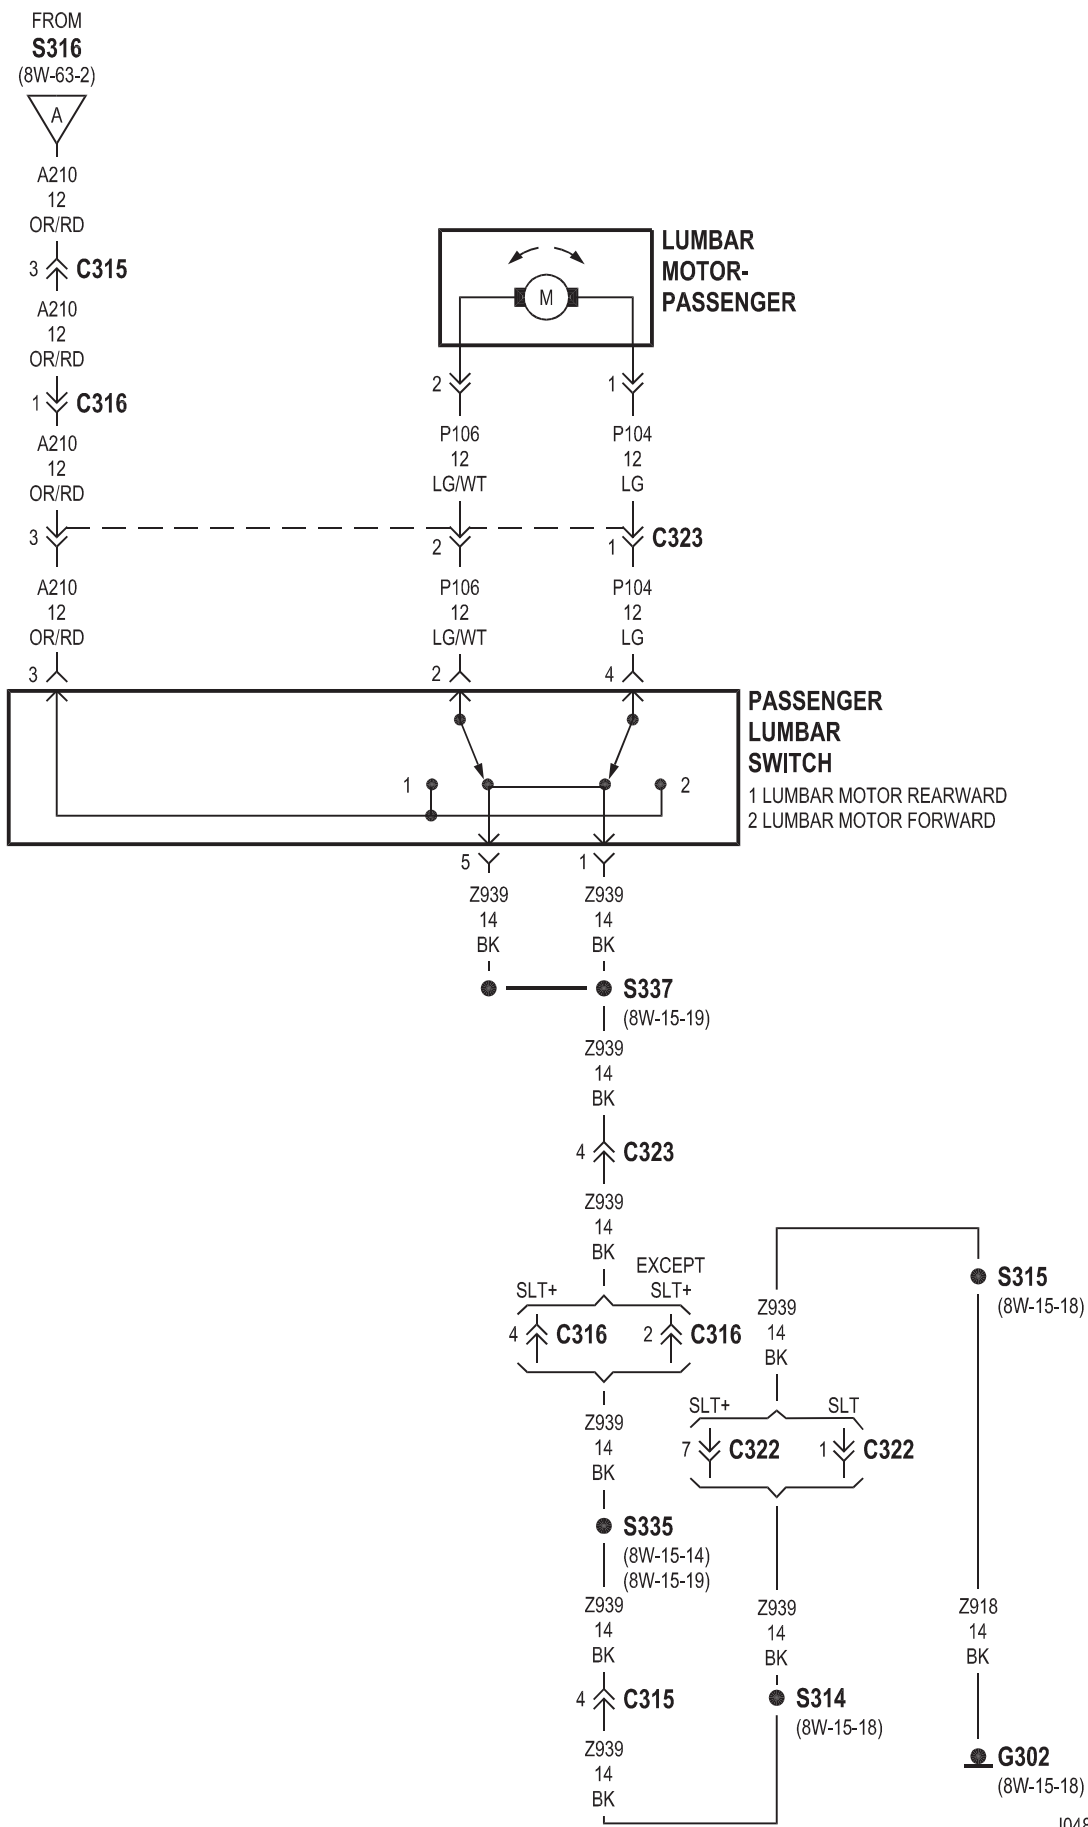 FROM
S316
(8W-63-2)
A
A210
12
OR/RD
3 C315
A210
12
OR/RD
1 C316
A210
12
OR/RD
3
A210
12
OR/RD
3
LUMBAR
MOTOR-
PASSENGER
M
2 1
P106 P104
12 12
LG/WT LG
2 1 C323
P106 P104
12 12
LG/WT LG
2 4
PASSENGER
LUMBAR
SWITCH
1 LUMBAR MOTOR REARWARD
2 LUMBAR MOTOR FORWARD
1 2
5 1
Z939 Z939
14 14
BK BK
S337
(8W-15-19)
Z939
14
BK
4 C323
Z939
14
BK
SLT+
EXCEPT
SLT+
4 C316
2 C316
Z939
14
BK
S335
(8W-15-14)
(8W-15-19)
Z939
14
BK
4 C315
Z939
14
BK
S314
(8W-15-18)
Z939
14
BK
SLT+ SLT
7 C322
1 C322
Z939
14
BK
S315
(8W-15-18)
Z918
14
BK
G302
(8W-15-18)